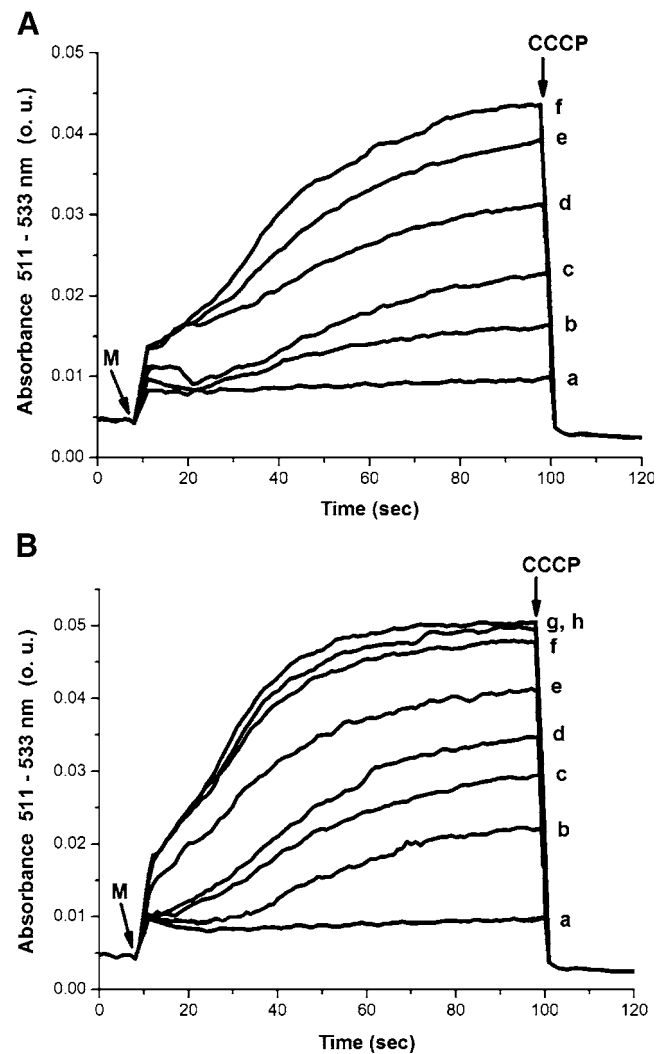 A
CCCP
0.05
0.04
0.03
0.02
0.01
0.00
Absorbance 511 - 533 nm (o. u.)
M
f
e
d
c
b
a
0 20 40 60 80 100 120
Time (sec)
B
CCCP
0.05
0.04
0.03
0.02
0.01
0.00
Absorbance 511 - 533 nm (o. u.)
M
g, h
f
e
d
c
b
a
0 20 40 60 80 100 120
Time (sec)